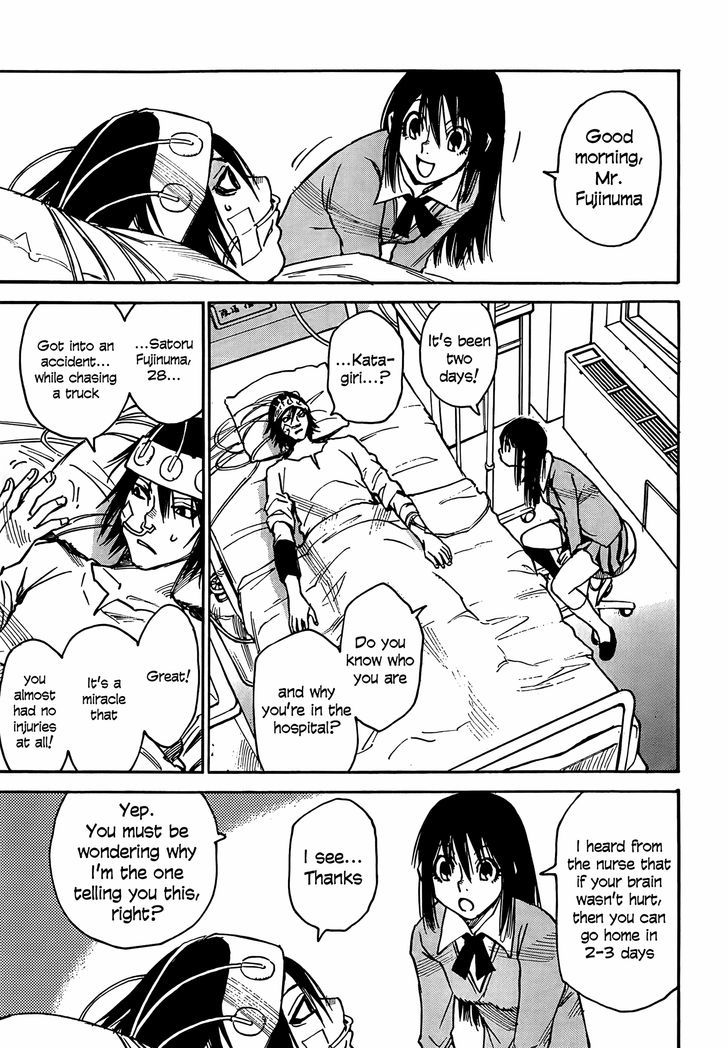 Good
morning,
Mr.
Fujinuma
It's been
two
days!
...Kata-
giri...?
Do you
know who
you are
and why
you're in the
hospital?
...Satoru
Fujinuma,
28...
Got into an
accident...
while chasing
a truck
Great!
It's a
miracle
that
you
almost
had no
injuries
at all!
I heard from
the nurse that
if your brain
wasn't hurt,
then you can
go home in
2-3 days
I see...
Thanks
Yep.
You must be
wondering why
I'm the one
telling you this,
right?